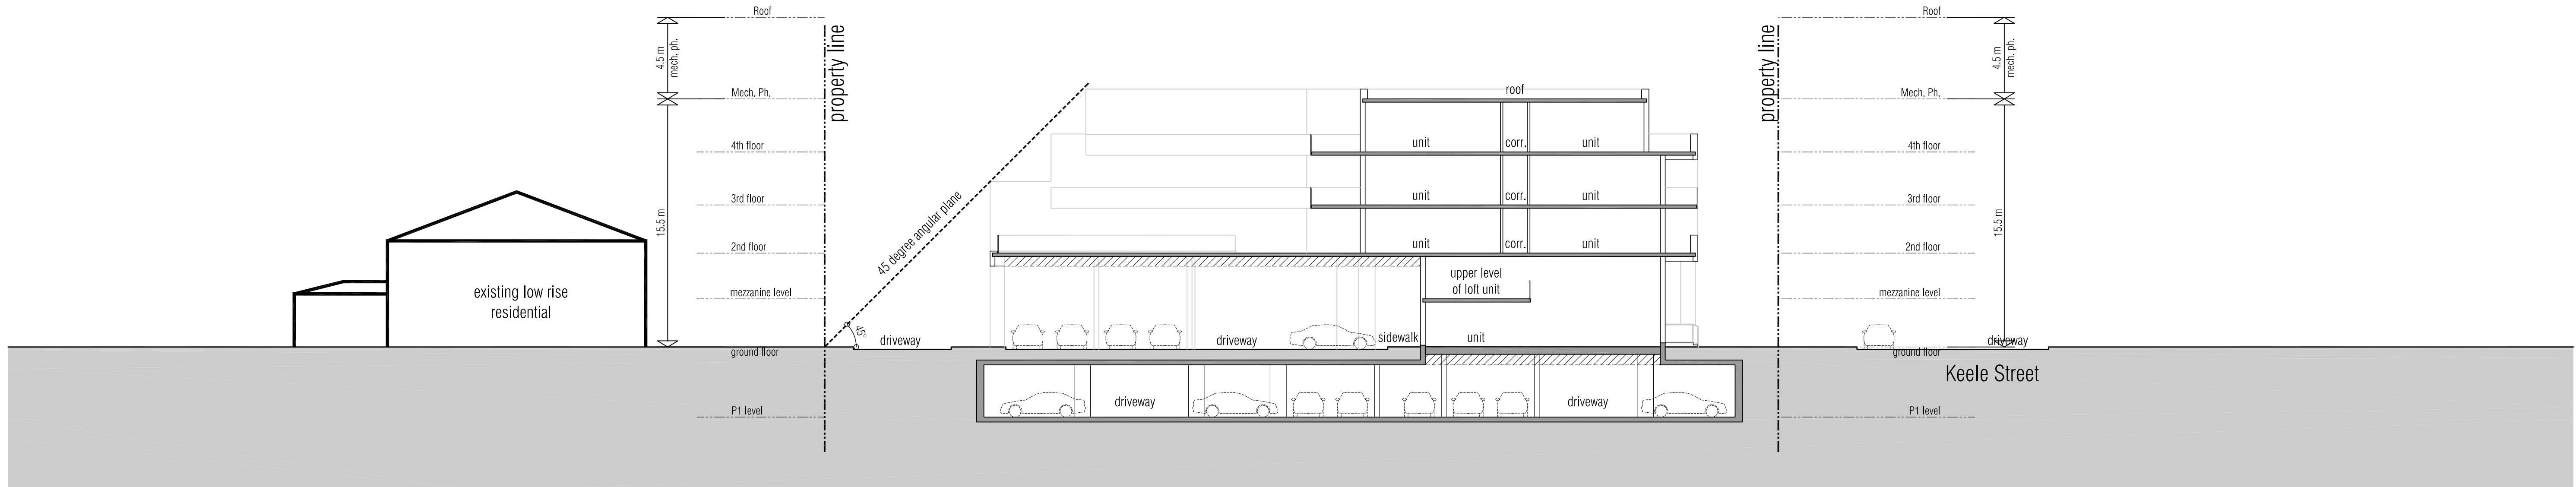 Roof
4.5 m
mech. ph.
Mech. Ph.
4th floor
3rd floor
15.5 m
2nd floor
mezzanine level
ground floor
P1 level
existing low rise
residential
property line
45 degree angular plane
45°
driveway
roof
unit
corr.
unit
unit
corr.
unit
unit
corr.
unit
upper level
of loft unit
driveway
sidewalk
unit
driveway
driveway
property line
Roof
4.5 m
mech. ph.
Mech. Ph.
4th floor
3rd floor
15.5 m
2nd floor
mezzanine level
driveway
ground floor
Keele Street
P1 level